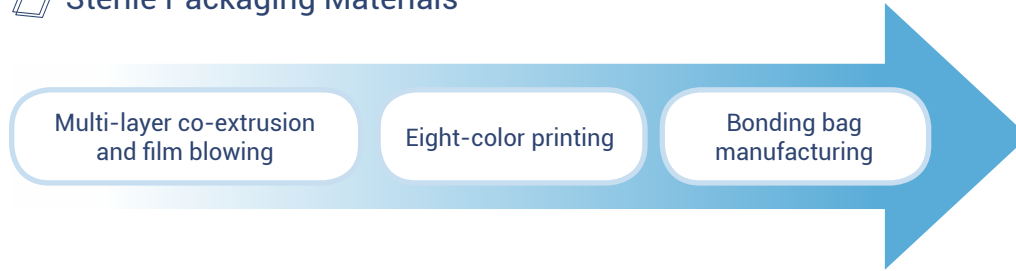 Sterile Packaging Materials
Multi-layer co-extrusion
and film blowing
Eight-color printing
Bonding bag
manufacturing